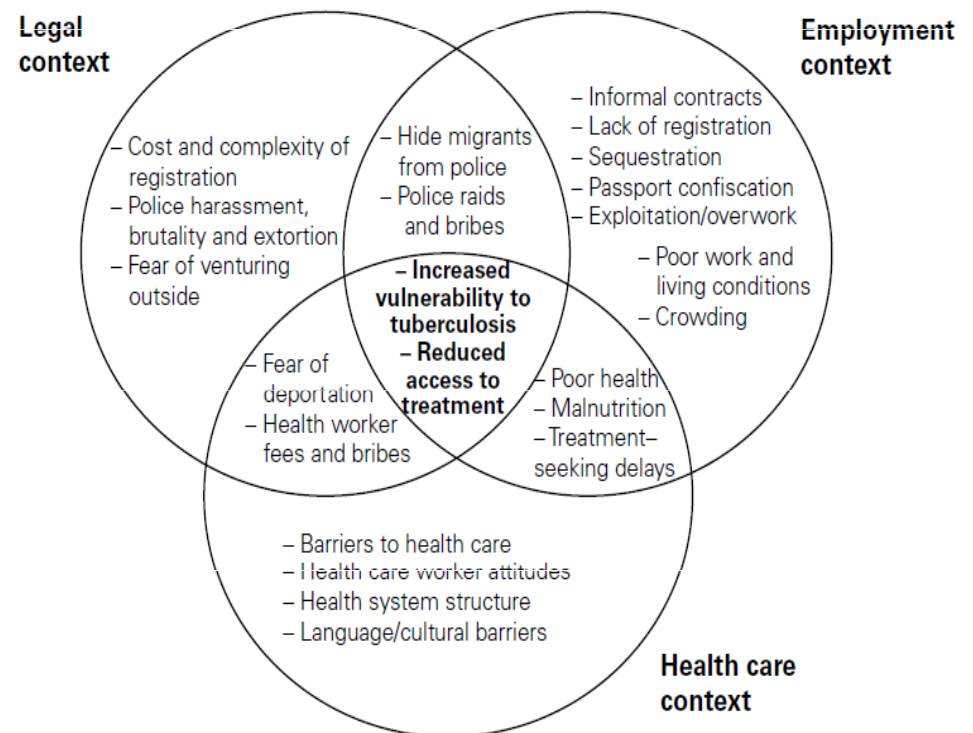 Legal
context
Employment
context
– Cost and complexity of
registration
– Police harassment,
brutality and extortion
– Fear of venturing
outside
– Hide migrants
from police
– Police raids
and bribes
– Informal contracts
– Lack of registration
– Sequestration
– Passport confiscation
– Exploitation/overwork
– Poor work and
living conditions
– Crowding
– Increased
vulnerability to
tuberculosis
– Reduced
access to
treatment
– Fear of
deportation
– Health worker
fees and bribes
– Poor health
– Malnutrition
– Treatment–
seeking delays
– Barriers to health care
– Health care worker attitudes
– Health system structure
– Language/cultural barriers
Health care
context